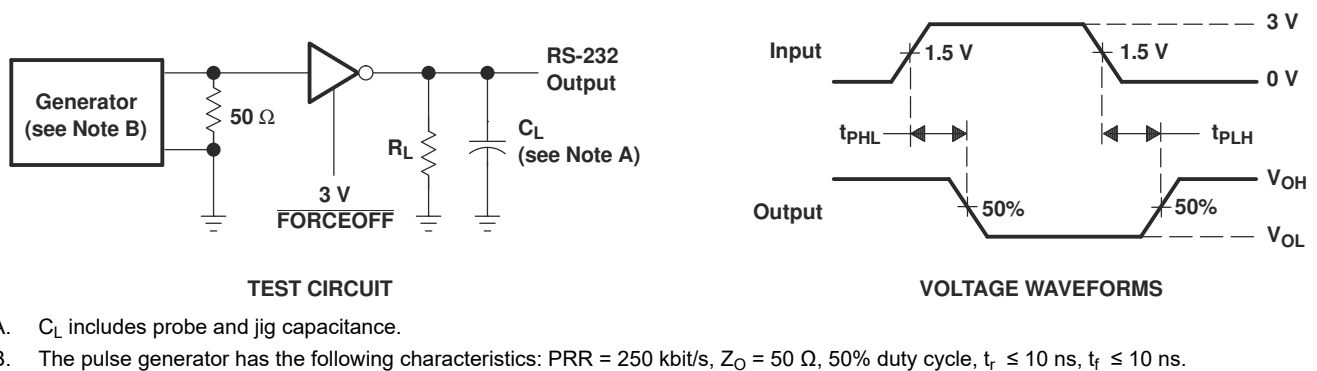 Generator
(see Note B)
50 Ω
3 V
FORCEOFF
RL
CL
(see Note A)
RS-232
Output
TEST CIRCUIT
Input
1.5 V
1.5 V
3 V
0 V
tPHL
tPLH
Output
50%
50%
VOH
VOL
VOLTAGE WAVEFORMS
A. CL includes probe and jig capacitance.
B. The pulse generator has the following characteristics: PRR = 250 kbit/s, ZO = 50 Ω, 50% duty cycle, tr ≤ 10 ns, tf ≤ 10 ns.